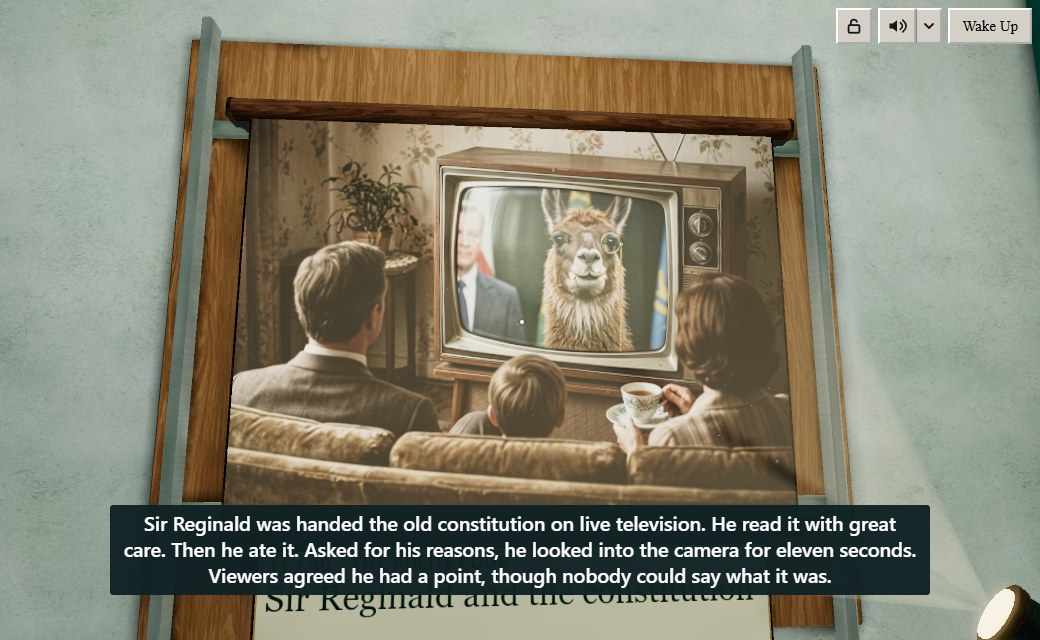 Wake Up
Sir Reginald was handed the old constitution on live television. He read it with great
care. Then he ate it. Asked for his reasons, he looked into the camera for eleven seconds.
Viewers agreed he had a point, though nobody could say what it was.
Sir Reginald and the constitution